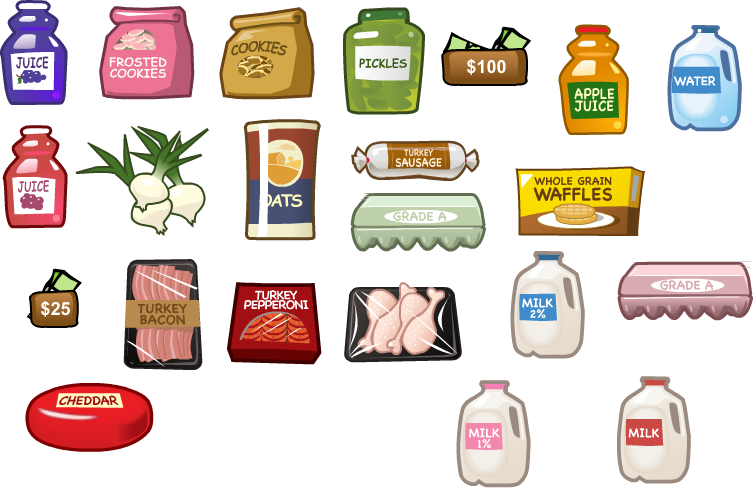 JUICE
FROSTED
COOKIES
COOKIES
PICKLES
$100
APPLE
JUICE
WATER
JUICE
OATS
TURKEY
SAUSAGE
GRADE A
WHOLE GRAIN
WAFFLES
$25
TURKEY
BACON
TURKEY
PEPPERONI
MILK
2%
GRADE A
CHEDDAR
MILK
1%
MILK